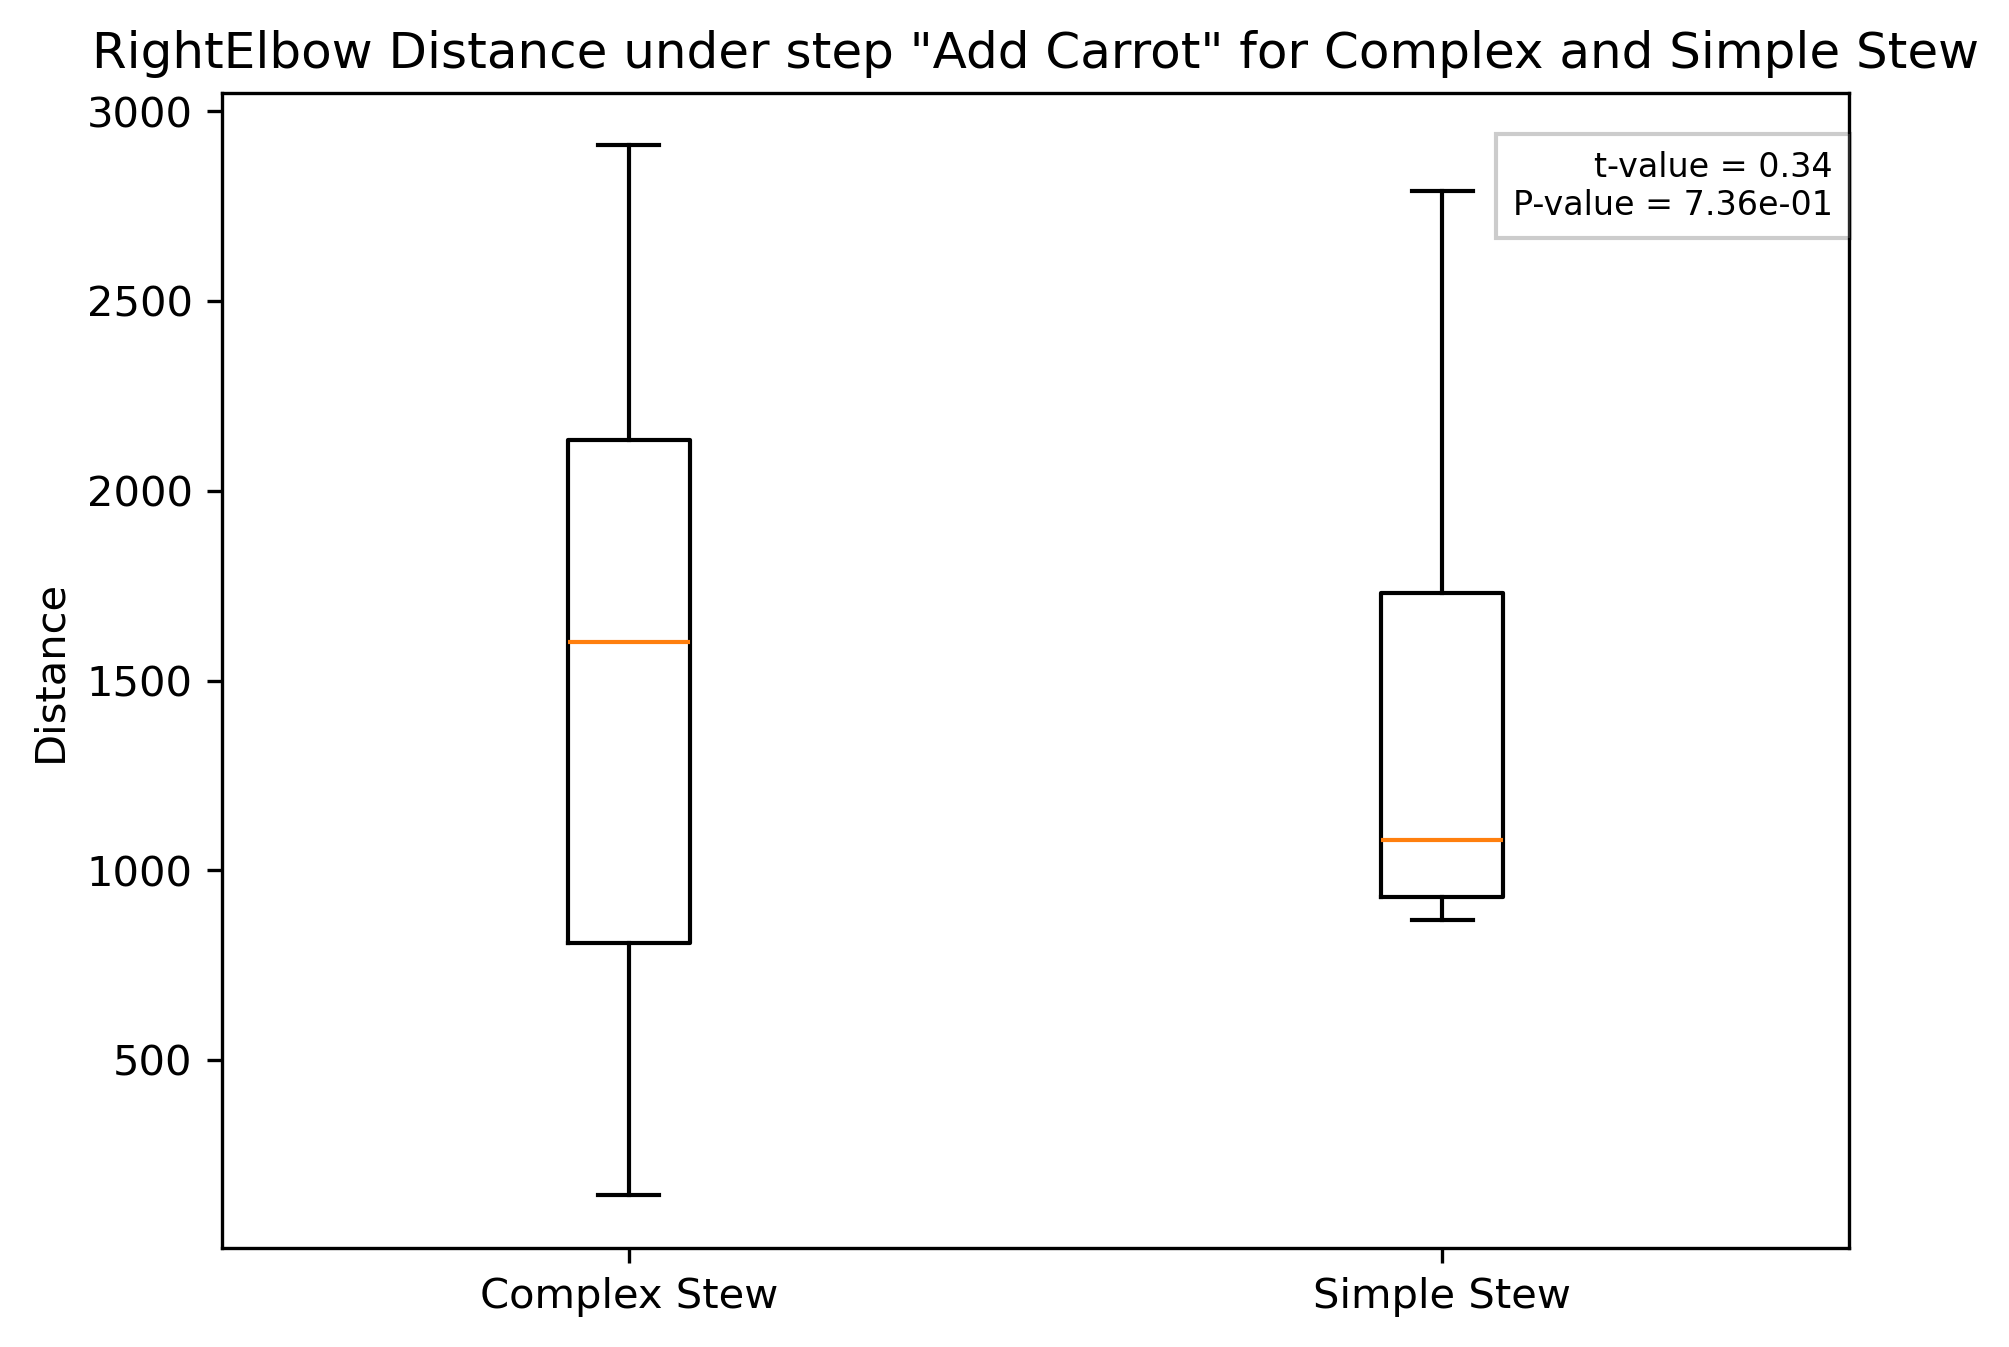 RightElbow Distance under step "Add Carrot" for Complex and Simple Stew
3000
t-value = 0.34
P-value = 7.36e-01
2500
2000
Distance
1500
1000
500
Complex Stew
Simple Stew